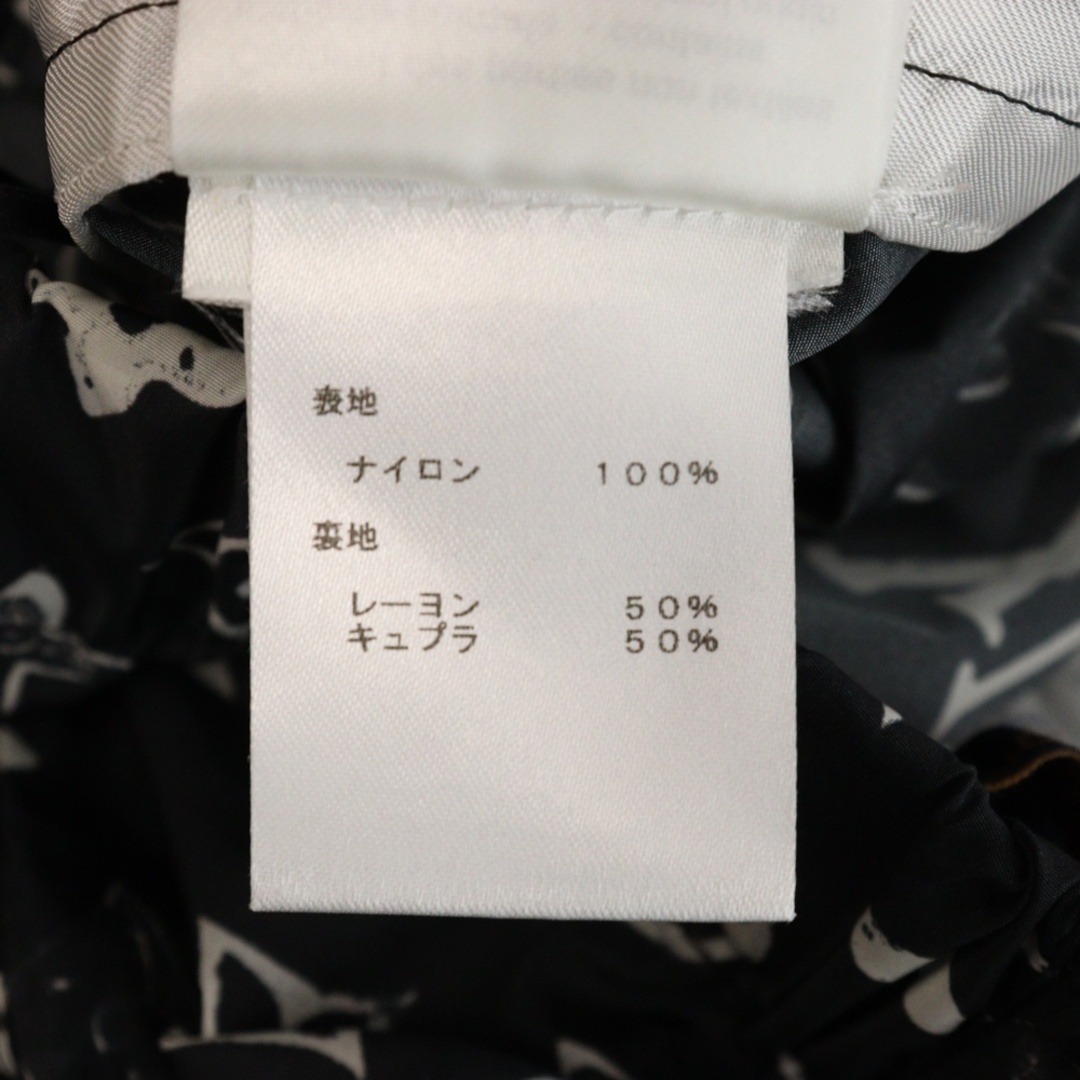 表地
ナイロン 100%
裏地
レーヨン 50%
キュプラ 50%